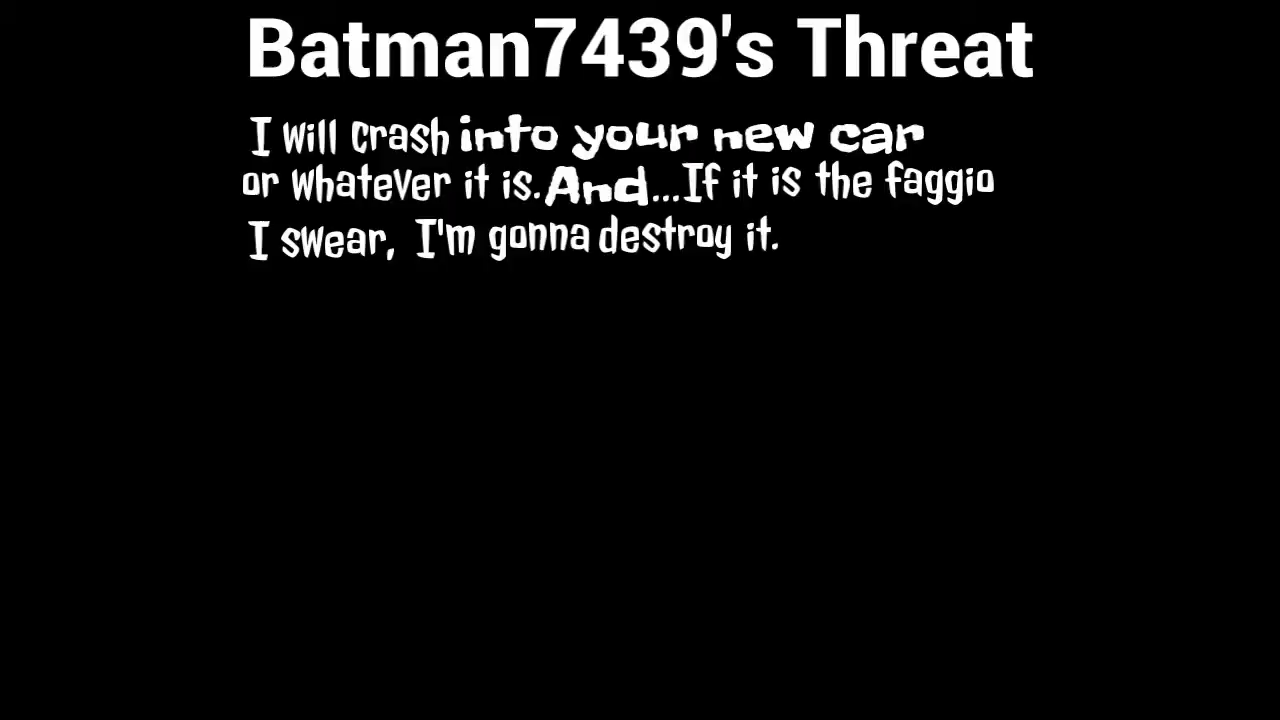 Batman7439's Threat
I will crash into your new car
or whatever it is. And...If it is the faggio
I swear, I'm gonna destroy it.